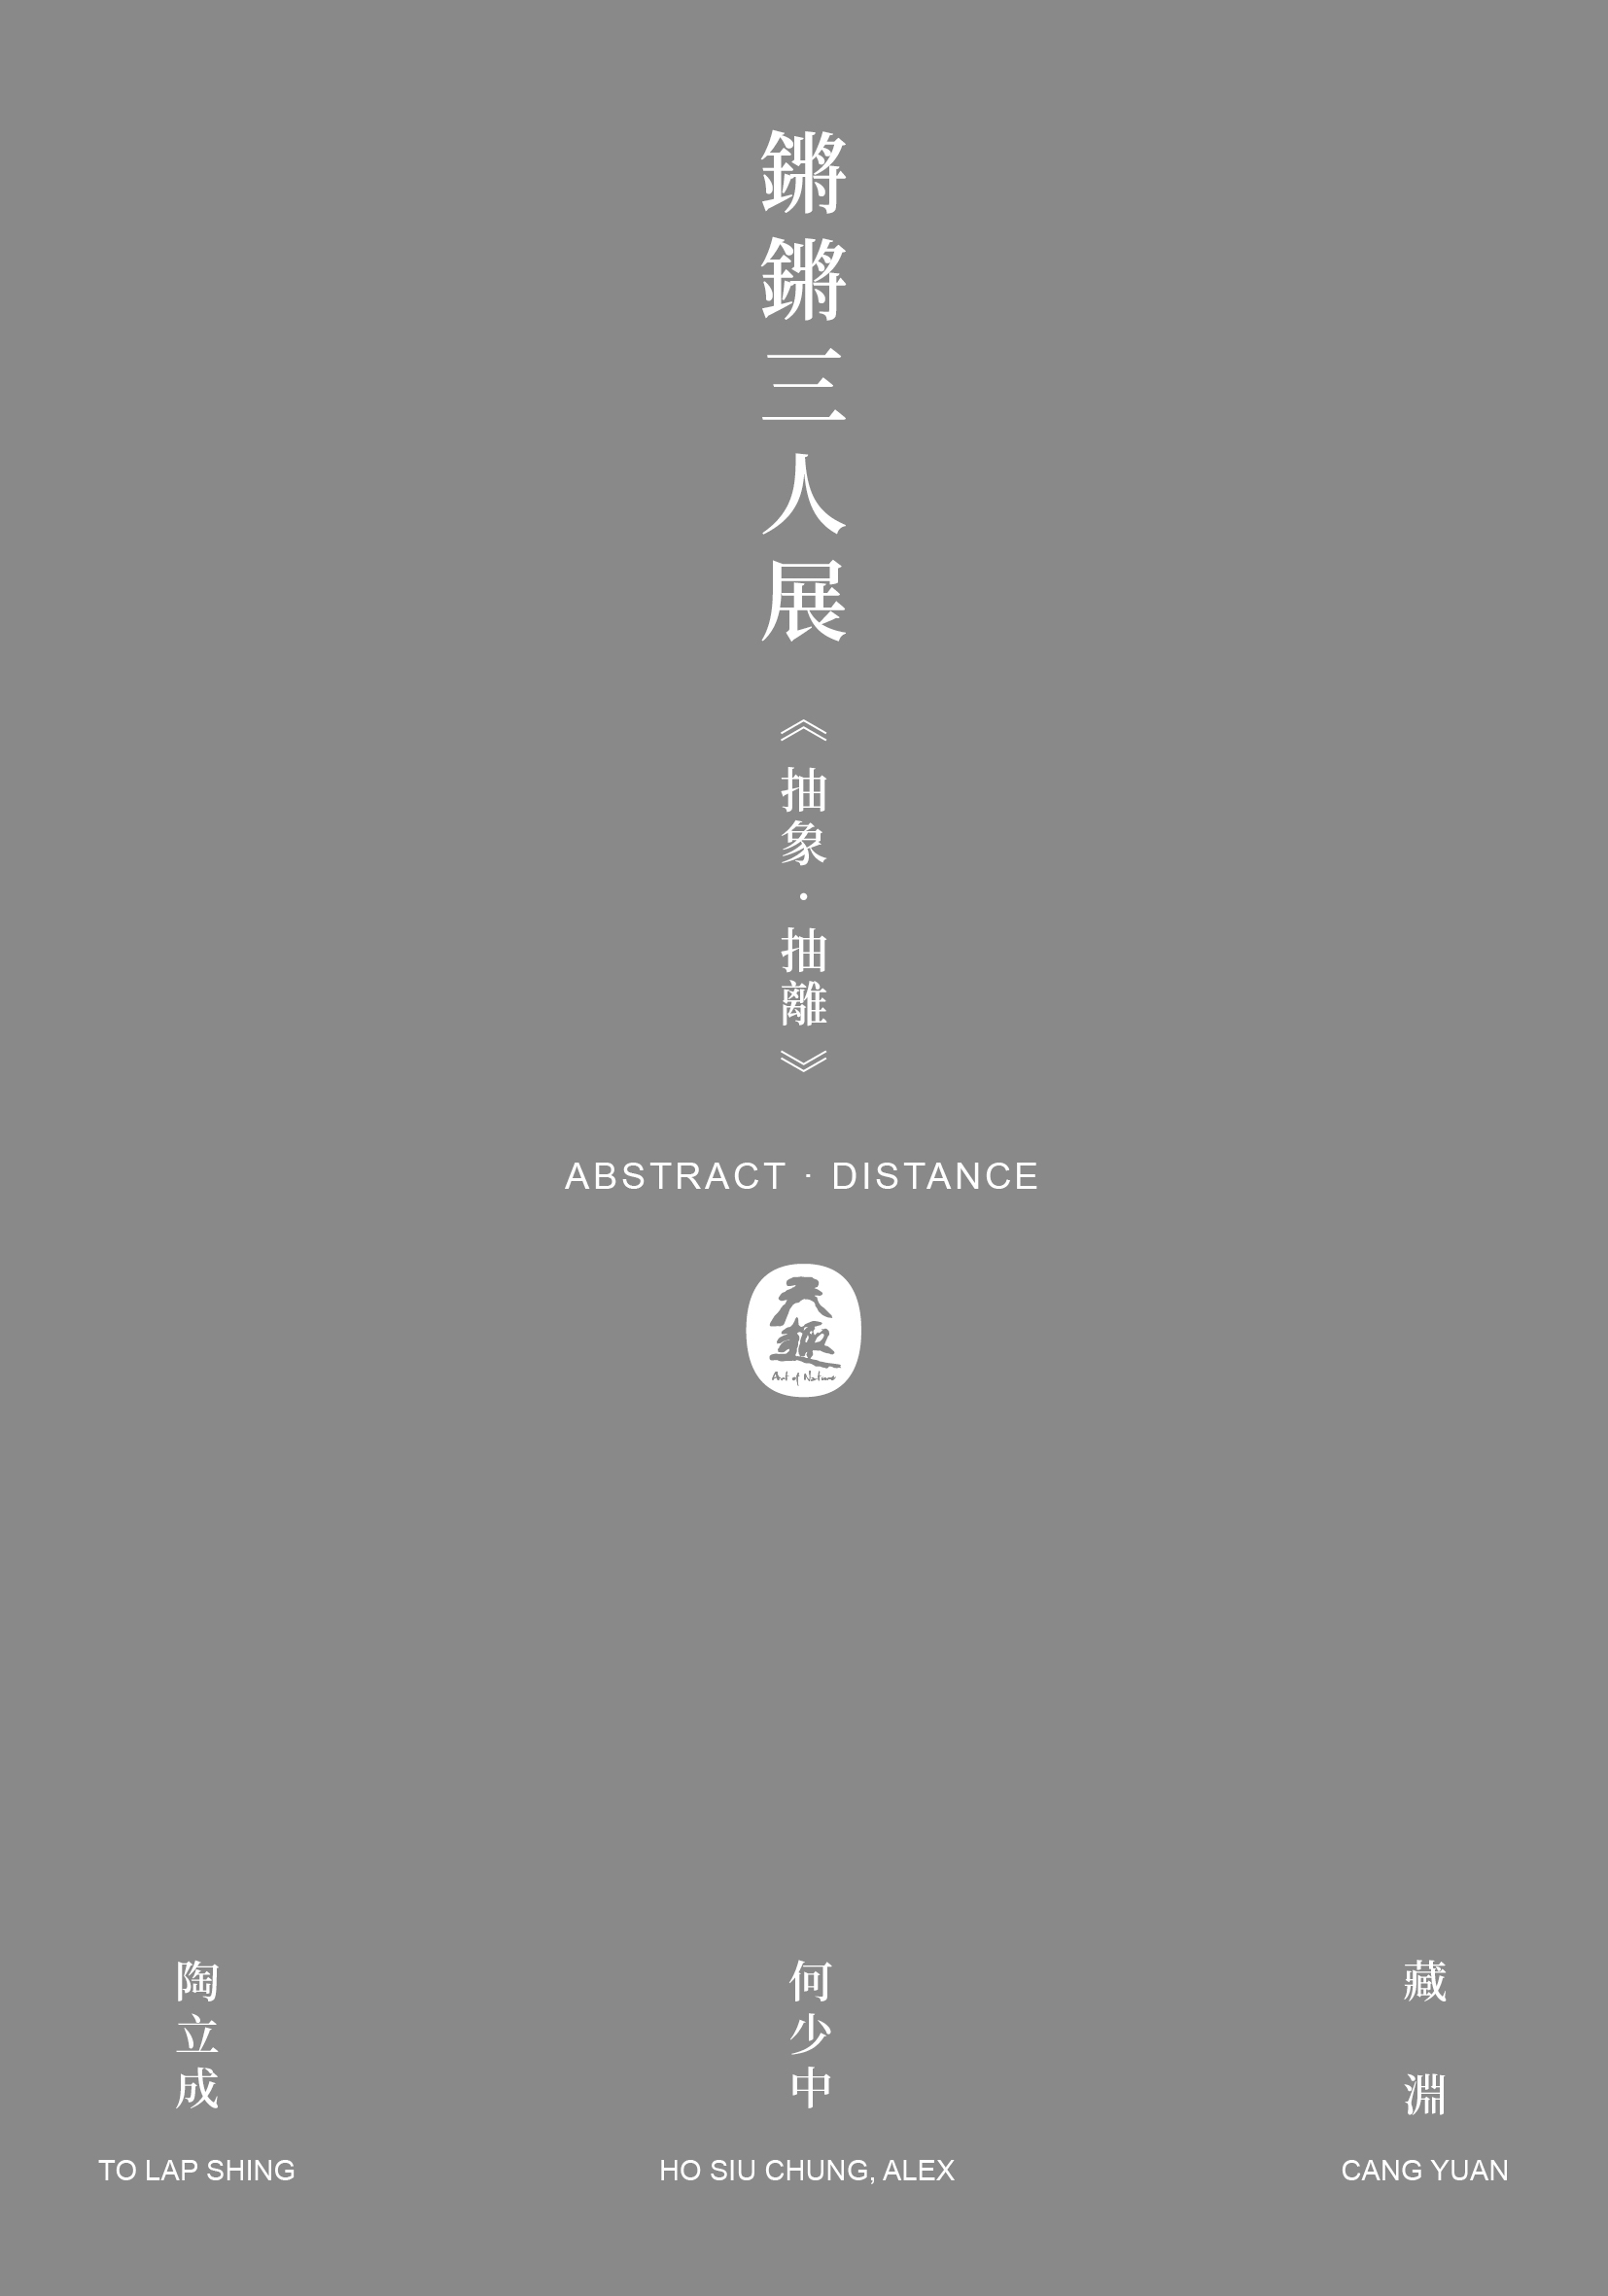 鏘鏘三人展
《抽象·抽離》
ABSTRACT · DISTANCE
天趣
Art of Nature
陶立成
TO LAP SHING
何少中
HO SIU CHUNG, ALEX
藏淵
CANG YUAN